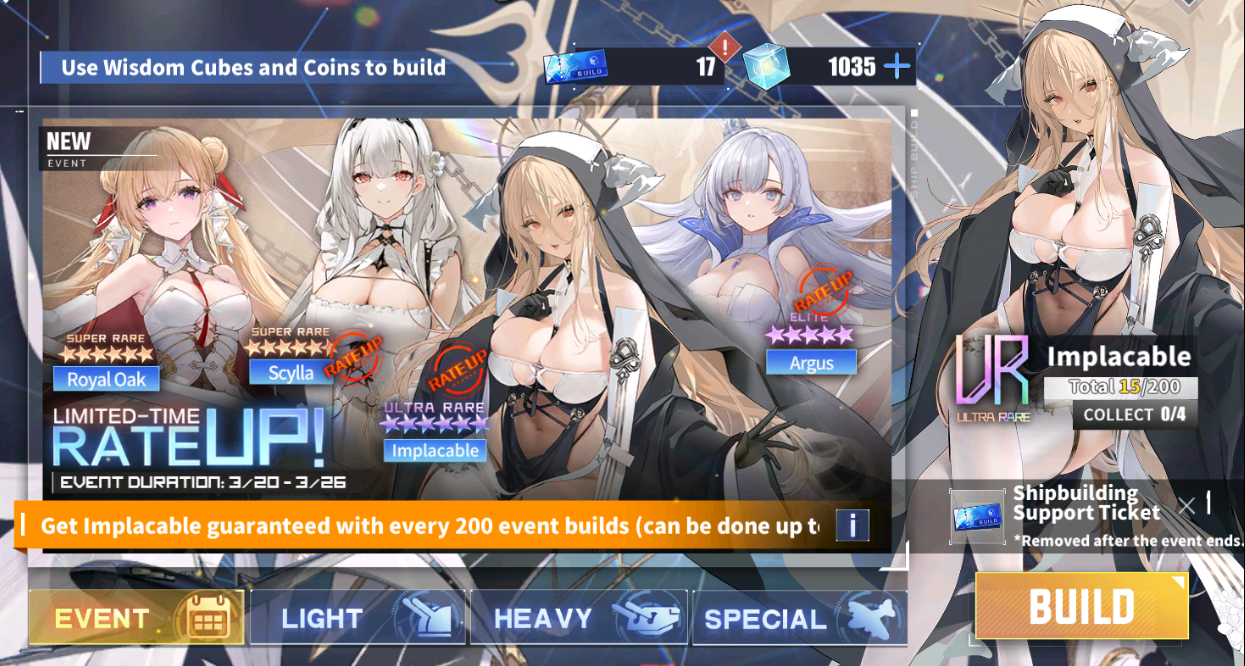 Use Wisdom Cubes and Coins to build
BUILD
17
!
1035
NEW
EVENT
SHIP BUILD
SUPER RARE
Royal Oak
SUPER RARE
Scylla
RATE UP
RATE UP
ULTRA RARE
Implacable
RATE UP
ELITE
Argus
LIMITED-TIME
RATE UP!
EVENT DURATION: 3/20 - 3/26
UR
ULTRA RARE
Implacable
Total 15/200
COLLECT 0/4
Get Implacable guaranteed with every 200 event builds (can be done up to
i
BUILD
Shipbuilding
Support Ticket
× 1
*Removed after the event ends.
EVENT
LIGHT
HEAVY
SPECIAL
BUILD